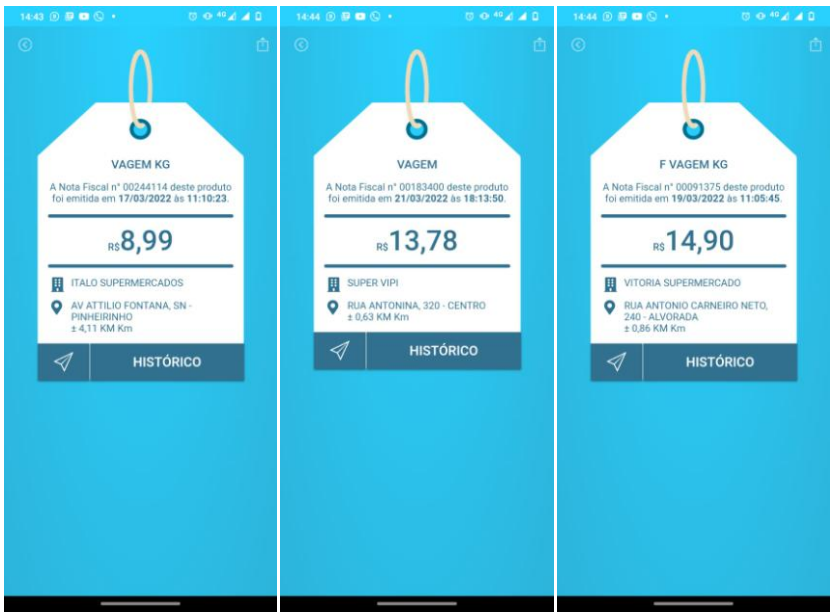 14:43
4G
VAGEM KG
A Nota Fiscal n° 00244114 deste produto
foi emitida em 17/03/2022 às 11:10:23.
R$8,99
ITALO SUPERMERCADOS
AV ATTILIO FONTANA, SN -
PINHEIRINHO
± 4,11 KM Km
HISTÓRICO
14:44
4G
VAGEM
A Nota Fiscal n° 00183400 deste produto
foi emitida em 21/03/2022 às 18:13:50.
R$13,78
SUPER VIPI
RUA ANTONINA, 320 - CENTRO
± 0,63 KM Km
HISTÓRICO
14:44
4G
F VAGEM KG
A Nota Fiscal n° 00091375 deste produto
foi emitida em 19/03/2022 às 11:05:45.
R$14,90
VITORIA SUPERMERCADO
RUA ANTONIO CARNEIRO NETO,
240 - ALVORADA
± 0,86 KM Km
HISTÓRICO